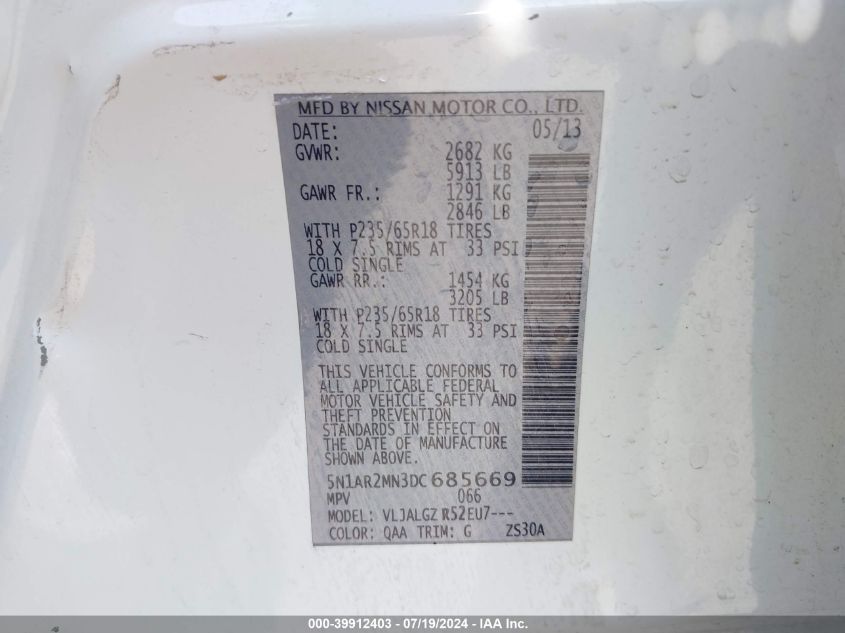 MFD BY NISSAN MOTOR CO., LTD.
DATE: 05/13
GVWR: 2682 KG
5913 LB
GAWR FR.: 1291 KG
2846 LB
WITH P235/65R18 TIRES
18 X 7.5 RIMS AT 33 PSI
COLD SINGLE
GAWR RR.: 1454 KG
3205 LB
WITH P235/65R18 TIRES
18 X 7.5 RIMS AT 33 PSI
COLD SINGLE
THIS VEHICLE CONFORMS TO
ALL APPLICABLE FEDERAL
MOTOR VEHICLE SAFETY AND
THEFT PREVENTION
STANDARDS IN EFFECT ON
THE DATE OF MANUFACTURE
SHOWN ABOVE.
5N1AR2MN3DC685669
MPV 066
MODEL: VLJALGZ R52EU7---
COLOR: QAA TRIM: G ZS30A
000-39912403 - 07/19/2024 - IAA Inc.